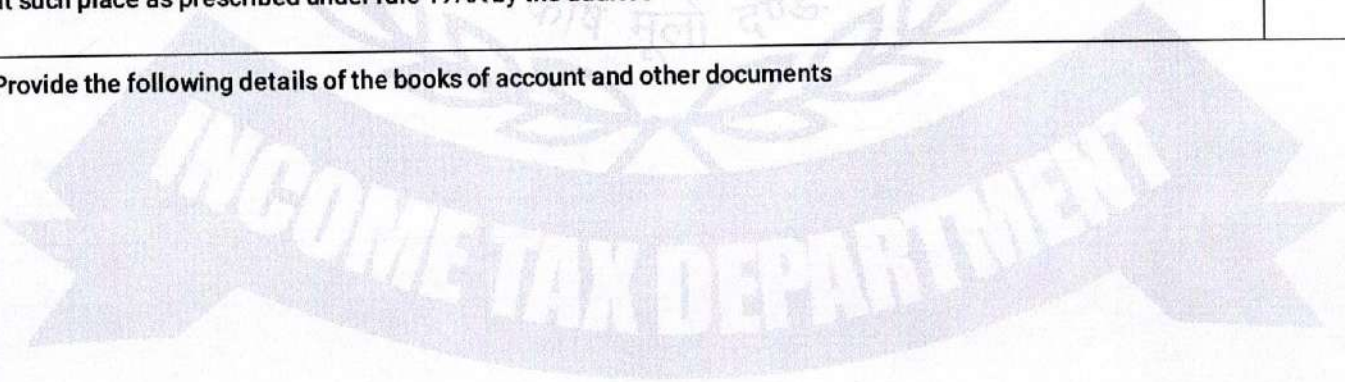 such place as prescribed under rule
कोष मूलो दण्डः
Provide the following details of the books of account and other documents
INCOME TAX DEPARTMENT